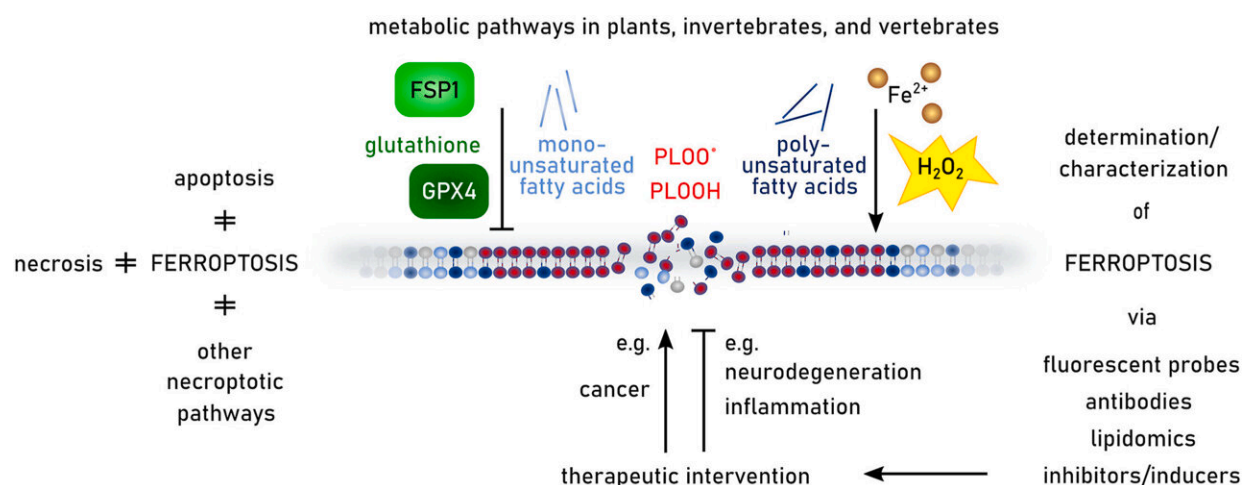 metabolic pathways in plants, invertebrates, and vertebrates
FSP1
glutathione
GPX4
mono-
unsaturated
fatty acids
PLOO•
PLOOH
poly-
unsaturated
fatty acids
Fe²⁺
H₂O₂
apoptosis
≠
necrosis ≠ FERROPTOSIS
≠
other
necroptotic
pathways
e.g.
cancer
e.g.
neurodegeneration
inflammation
therapeutic intervention
determination/
characterization
of
FERROPTOSIS
via
fluorescent probes
antibodies
lipidomics
inhibitors/inducers